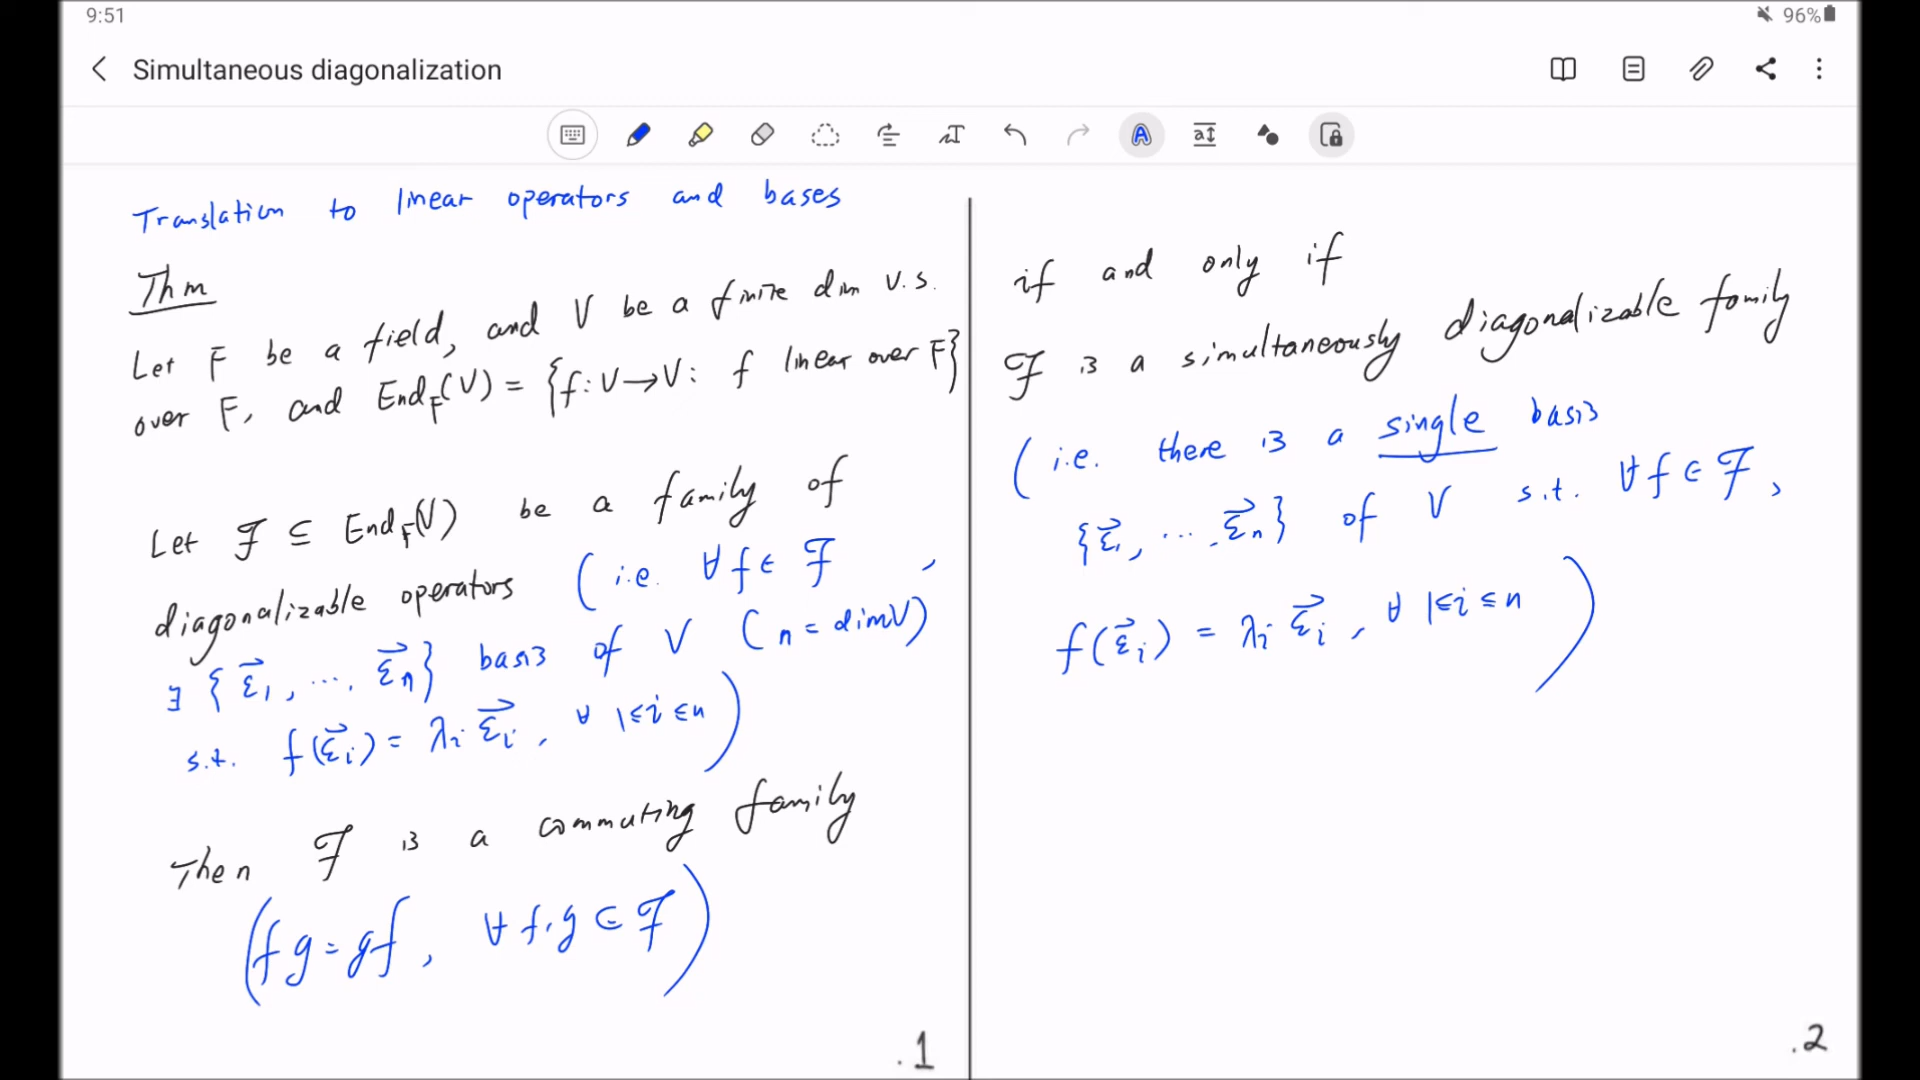 9:51
96%
Simultaneous diagonalization
Translation to linear operators and bases
Thm
Let F be a field, and V be a finite dim v.s.
over F, and End_F(V) = {f: V→V: f linear over F}
Let ℱ ⊆ End_F(V) be a family of
diagonalizable operators (i.e. ∀f∈ ℱ,
∃ {ε⃗₁, ..., ε⃗ₙ} basis of V (n = dimV)
s.t. f(ε⃗ᵢ) = λᵢ ε⃗ᵢ, ∀ 1≤i≤n)
Then ℱ is a commuting family
(fg = gf, ∀ f,g ∈ ℱ)
.1
if and only if
ℱ is a simultaneously diagonalizable family
(i.e. there is a single basis
{ε⃗₁, ..., ε⃗ₙ} of V s.t. ∀f∈ℱ,
f(ε⃗ᵢ) = λᵢ ε⃗ᵢ, ∀ 1≤i≤n)
.2